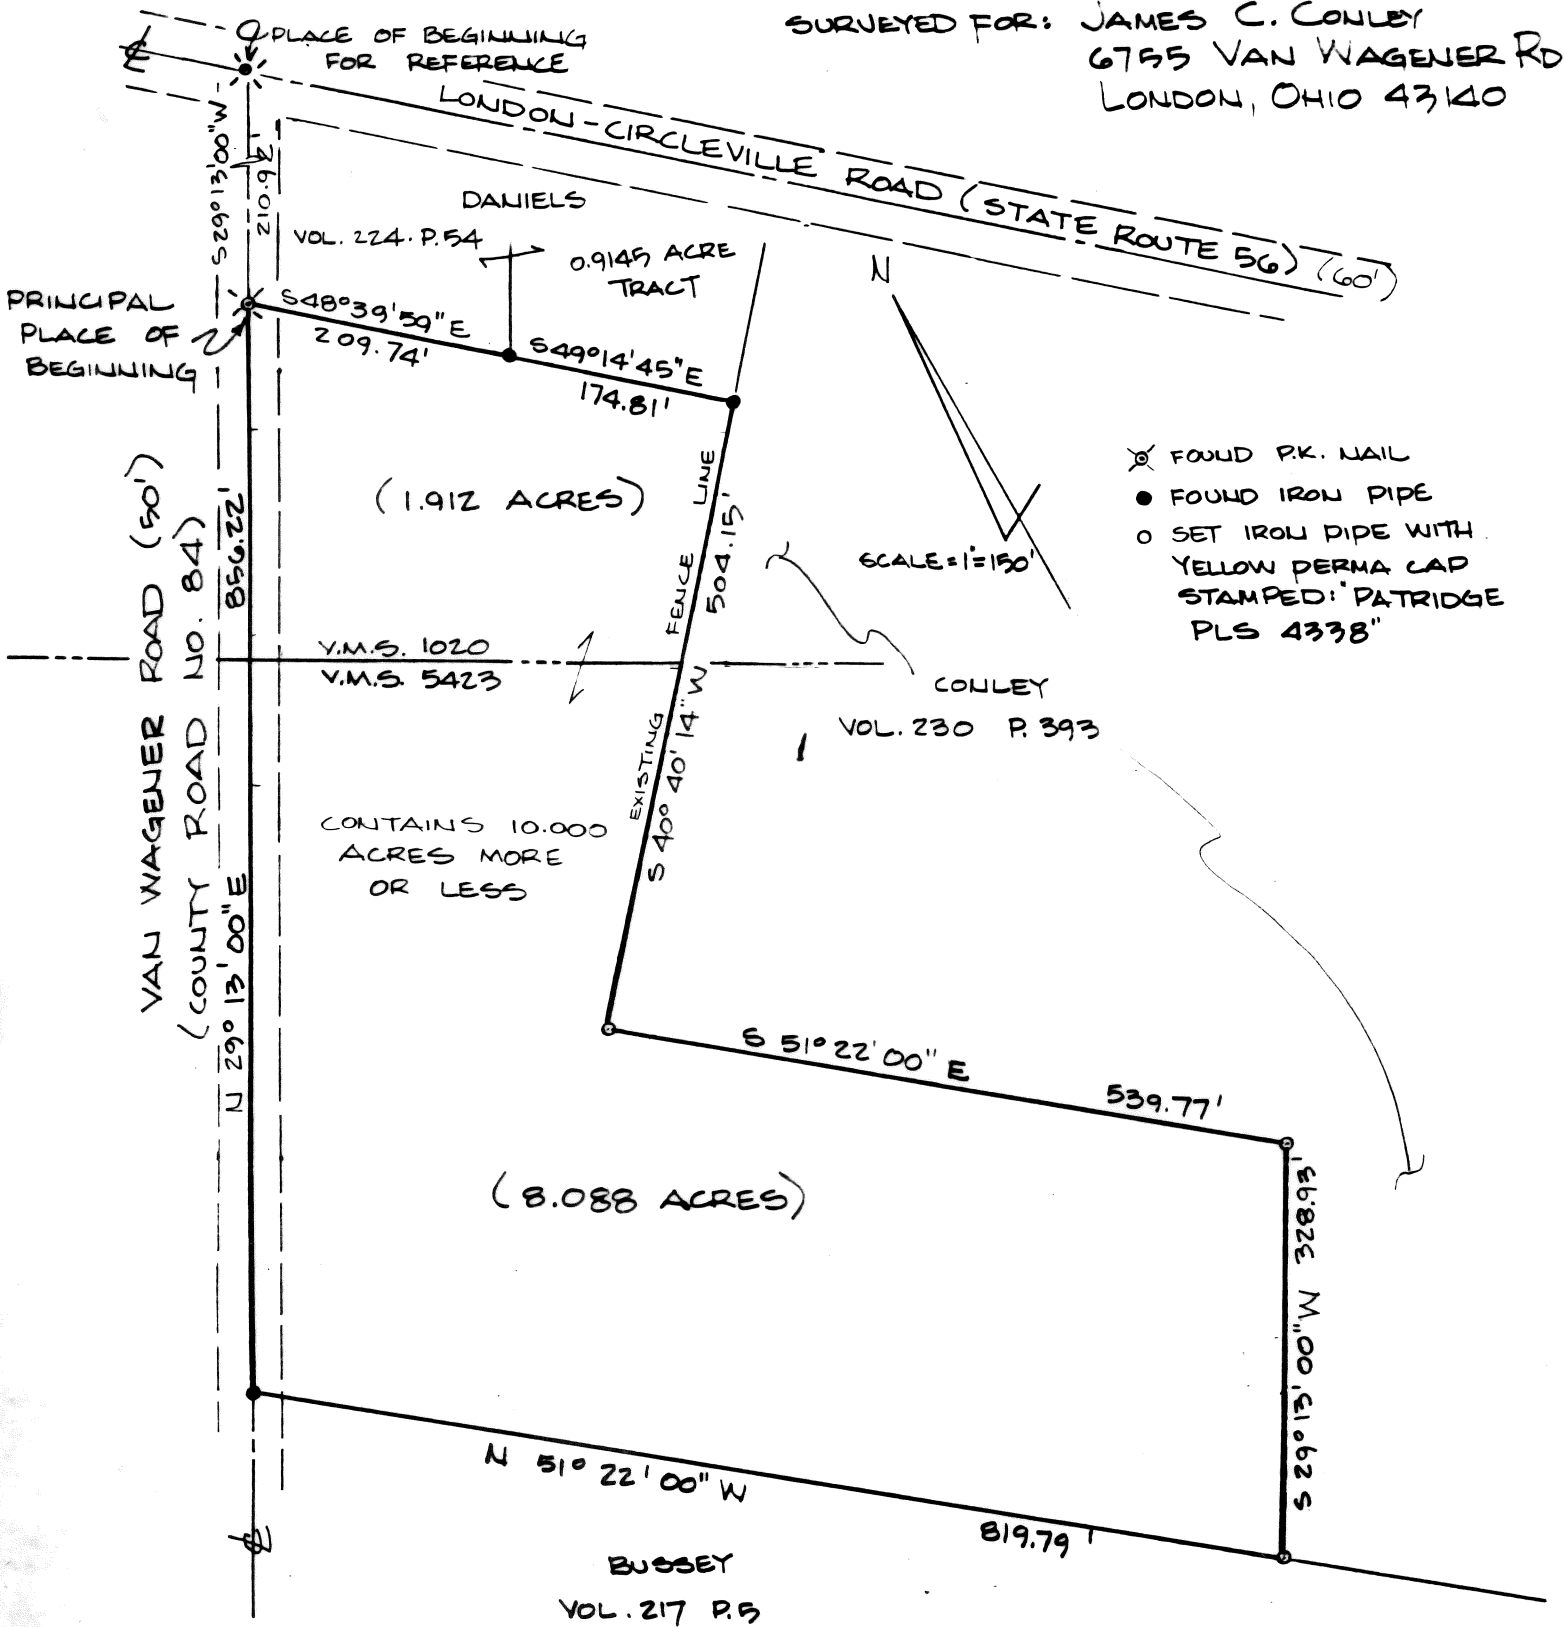 SURVEYED FOR: JAMES C. CONLEY
6755 VAN WAGENER RD
LONDON, OHIO 43140
PLACE OF BEGINNING
FOR REFERENCE
LONDON-CIRCLEVILLE ROAD (STATE ROUTE 56) (60')
S29°13'00"W
DANIELS
VOL. 224. P.54
0.9145 ACRE
TRACT
N
PRINCIPAL
PLACE OF
BEGINNING
S48°39'59"E
209.74'
S49°14'45"E
174.81'
FOUND P.K. NAIL
FOUND IRON PIPE
SET IRON PIPE WITH
YELLOW PERMA CAP
STAMPED: "PATRIDGE
PLS 4338"
SCALE=1"=150'
(1.912 ACRES)
EXISTING FENCE LINE
S 40° 40' 14" W 504.15'
VAN WAGENER ROAD (50')
(COUNTY ROAD NO. 84)
N 29° 13' 00" E 856.22'
V.M.S. 1020
V.M.S. 5423
CONLEY
VOL. 230 P. 393
CONTAINS 10.000
ACRES MORE
OR LESS
S 51° 22' 00" E 539.77'
(8.088 ACRES)
S 29° 13' 00" W 328.93'
N 51° 22' 00" W 819.79'
BUSSEY
VOL. 217 P.5